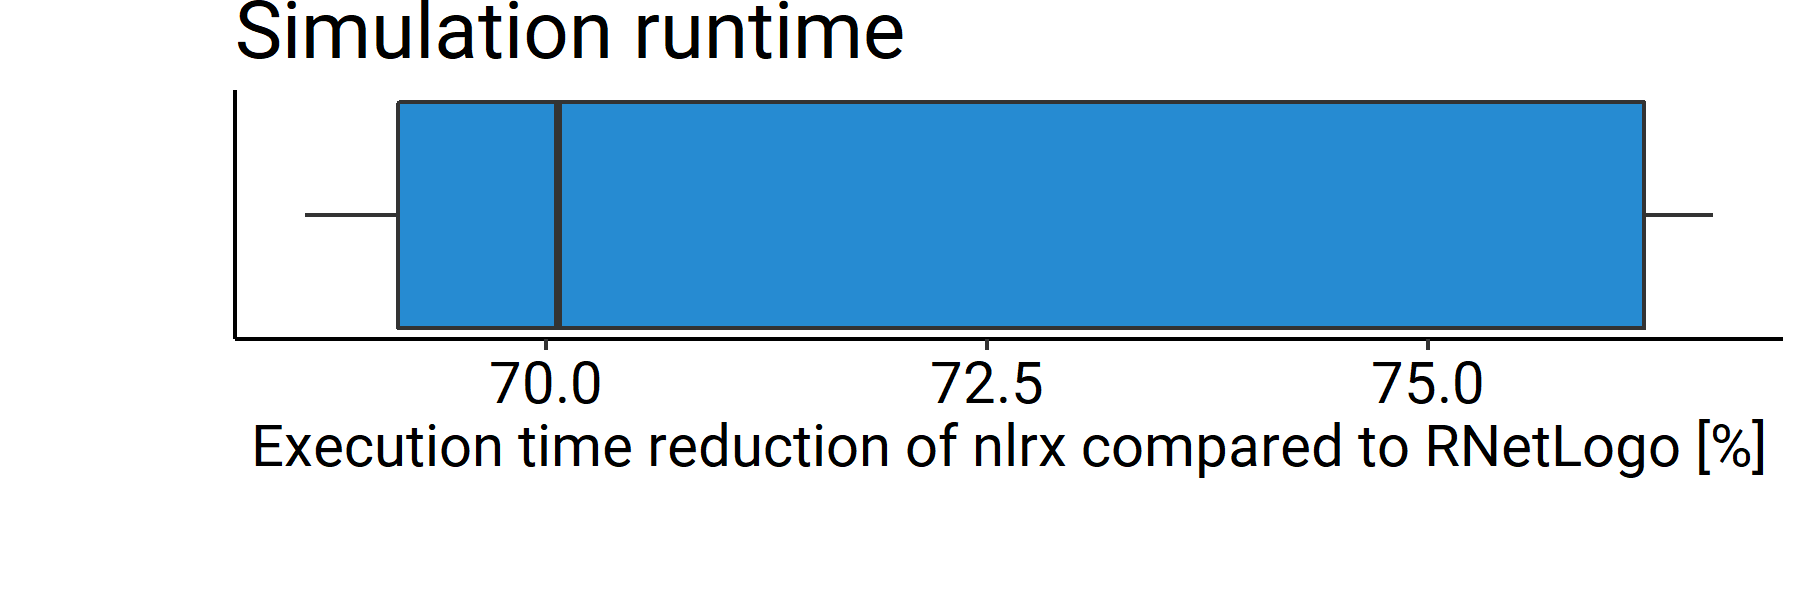 Simulation runtime
70.0 72.5 75.0
Execution time reduction of nlrx compared to RNetLogo [%]